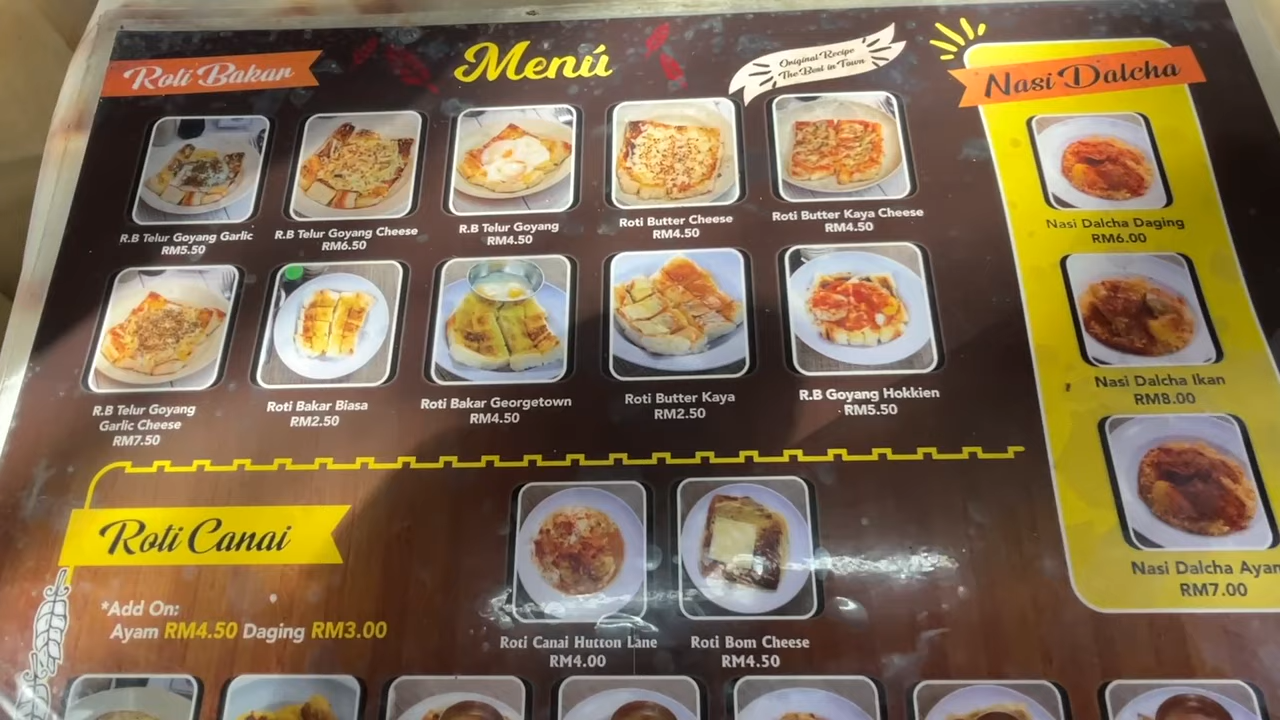 Menú
Original Recipe
The Best in Town
Roti Bakar
R.B Telur Goyang Garlic
RM5.50
R.B Telur Goyang Cheese
RM6.50
R.B Telur Goyang
RM4.50
Roti Butter Cheese
RM4.50
Roti Butter Kaya Cheese
RM4.50
R.B Telur Goyang
Garlic Cheese
RM7.50
Roti Bakar Biasa
RM2.50
Roti Bakar Georgetown
RM4.50
Roti Butter Kaya
RM2.50
R.B Goyang Hokkien
RM5.50
Nasi Dalcha
Nasi Dalcha Daging
RM6.00
Nasi Dalcha Ikan
RM8.00
Nasi Dalcha Ayam
RM7.00
Roti Canai
*Add On:
Ayam RM4.50 Daging RM3.00
Roti Canai Hutton Lane
RM4.00
Roti Bom Cheese
RM4.50